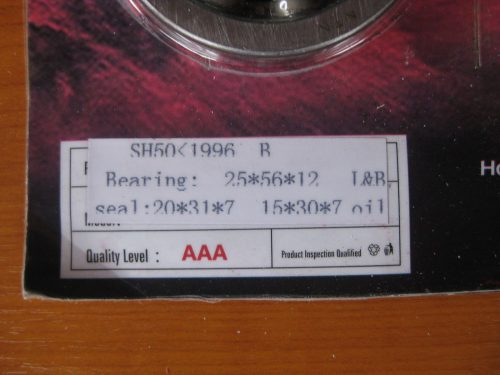 SH50<1996 B
Bearing: 25*56*12 L&R
seal:20*31*7 15*30*7 oil
Quality Level : AAA
Product Inspection Qualified
Ho